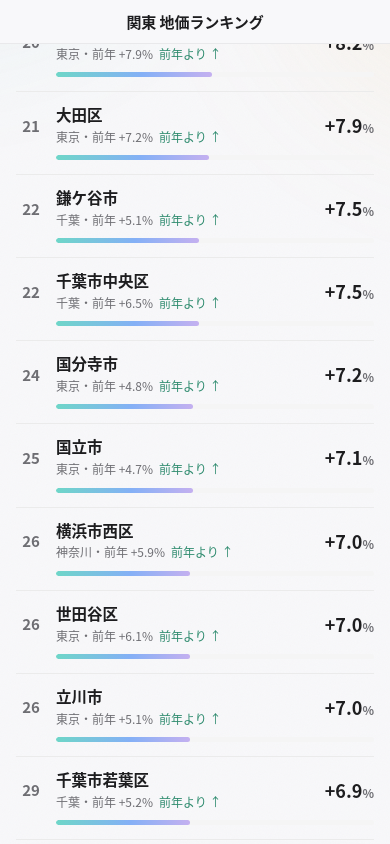 関東 地価ランキング
20
+8.2%
東京・前年 +7.9% 前年より ↑
21
大田区
東京・前年 +7.2% 前年より ↑
+7.9%
22
鎌ケ谷市
千葉・前年 +5.1% 前年より ↑
+7.5%
22
千葉市中央区
千葉・前年 +6.5% 前年より ↑
+7.5%
24
国分寺市
東京・前年 +4.8% 前年より ↑
+7.2%
25
国立市
東京・前年 +4.7% 前年より ↑
+7.1%
26
横浜市西区
神奈川・前年 +5.9% 前年より ↑
+7.0%
26
世田谷区
東京・前年 +6.1% 前年より ↑
+7.0%
26
立川市
東京・前年 +5.1% 前年より ↑
+7.0%
29
千葉市若葉区
千葉・前年 +5.2% 前年より ↑
+6.9%